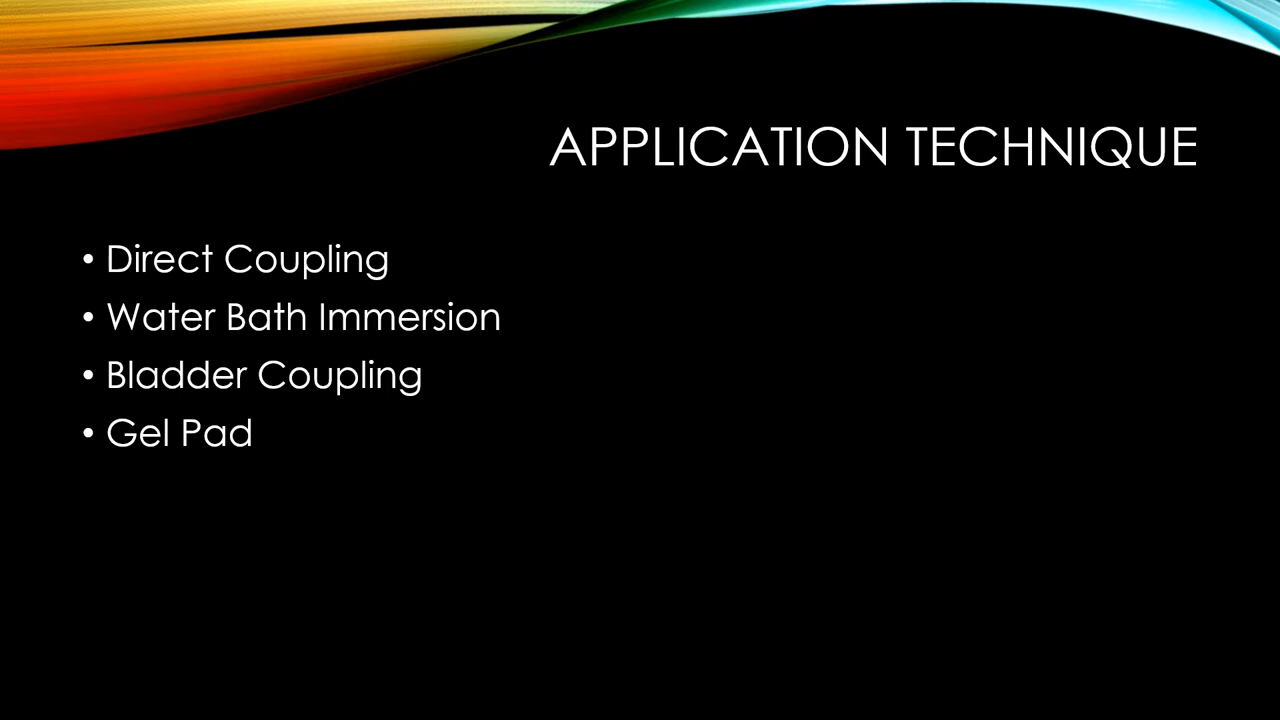 APPLICATION TECHNIQUE
• Direct Coupling
• Water Bath Immersion
• Bladder Coupling
• Gel Pad